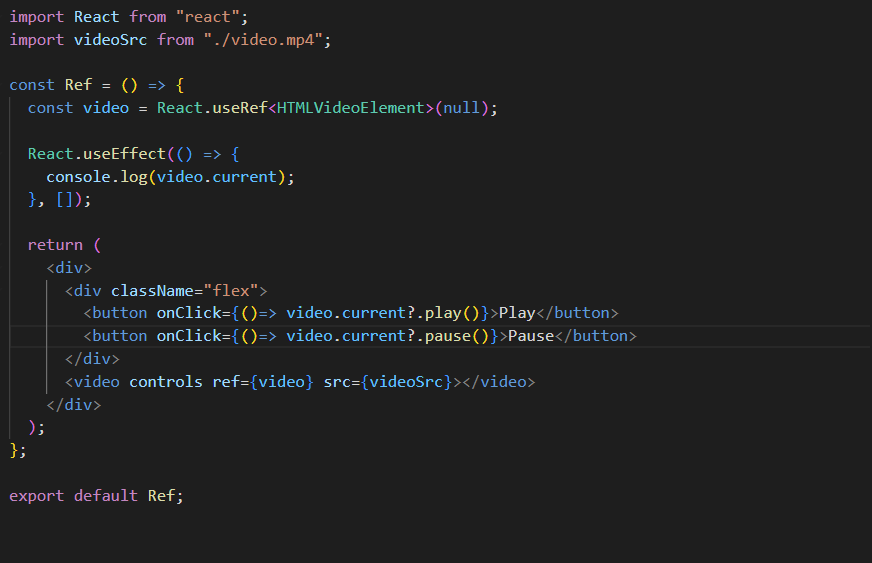 import React from "react";
import videoSrc from "./video.mp4";

const Ref = () => {
  const video = React.useRef<HTMLVideoElement>(null);

  React.useEffect(() => {
    console.log(video.current);
  }, []);

  return (
    <div>
      <div className="flex">
        <button onClick={()=> video.current?.play()}>Play</button>
        <button onClick={()=> video.current?.pause()}>Pause</button>
      </div>
      <video controls ref={video} src={videoSrc}></video>
    </div>
  );
};

export default Ref;